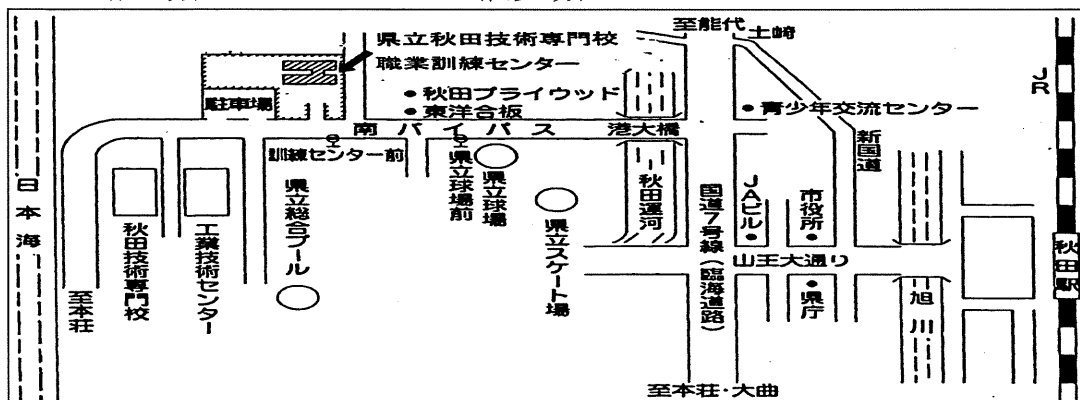 至能代
土崎
県立秋田技術専門校
職業訓練センター
JR
駐車場
秋田プライウッド
東洋合板
青少年交流センター
南バイパス
港大橋
新国道
訓練センター前
県立球場前
県立球場
秋田運河
日本海
秋田技術専門校
工業技術センター
県立総合プール
県立スケート場
国道7号線(臨海道路)
JAビル
市役所
山王大通り
県庁
旭川
秋田駅
至本荘
至本荘・大曲